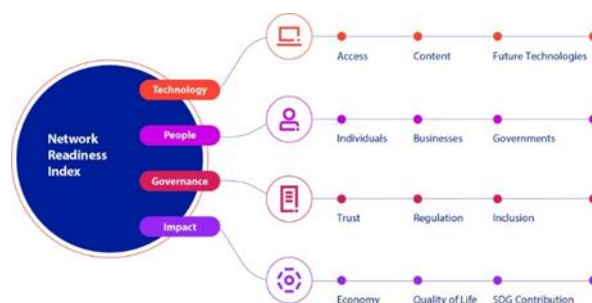 Network
Readiness
Index
Technology
Access Content Future Technologies
People
Individuals Businesses Governments
Governance
Trust Regulation Inclusion
Impact
Economy Quality of Life SDG Contribution